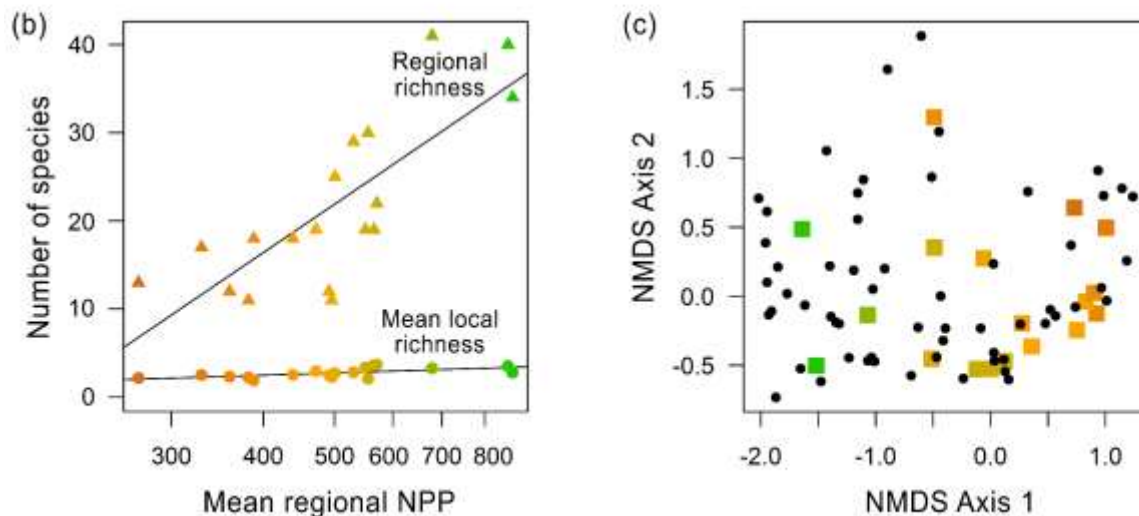 (b)
40
30
20
10
0
Number of species
Regional
richness
Mean local
richness
300 400 500 600 700 800
Mean regional NPP
(c)
1.5
1.0
0.5
0.0
-0.5
NMDS Axis 2
-2.0 -1.0 0.0 1.0
NMDS Axis 1